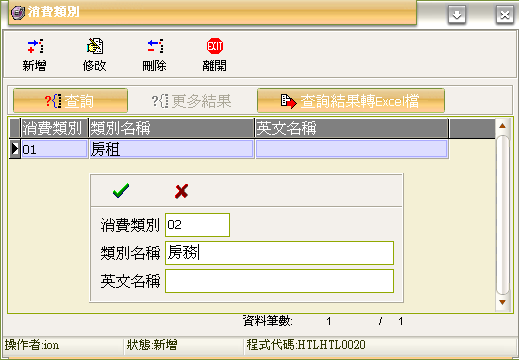 消費類別
新增 修改 刪除 EXIT 離開
?{ 查詢 ?{ 更多結果 查詢結果轉Excel檔
消費類別 類別名稱 英文名稱
01 房租
消費類別 02
類別名稱 房務
英文名稱
資料筆數: 1 / 1
操作者:ion 狀態:新增 程式代碼:HTLHTL0020